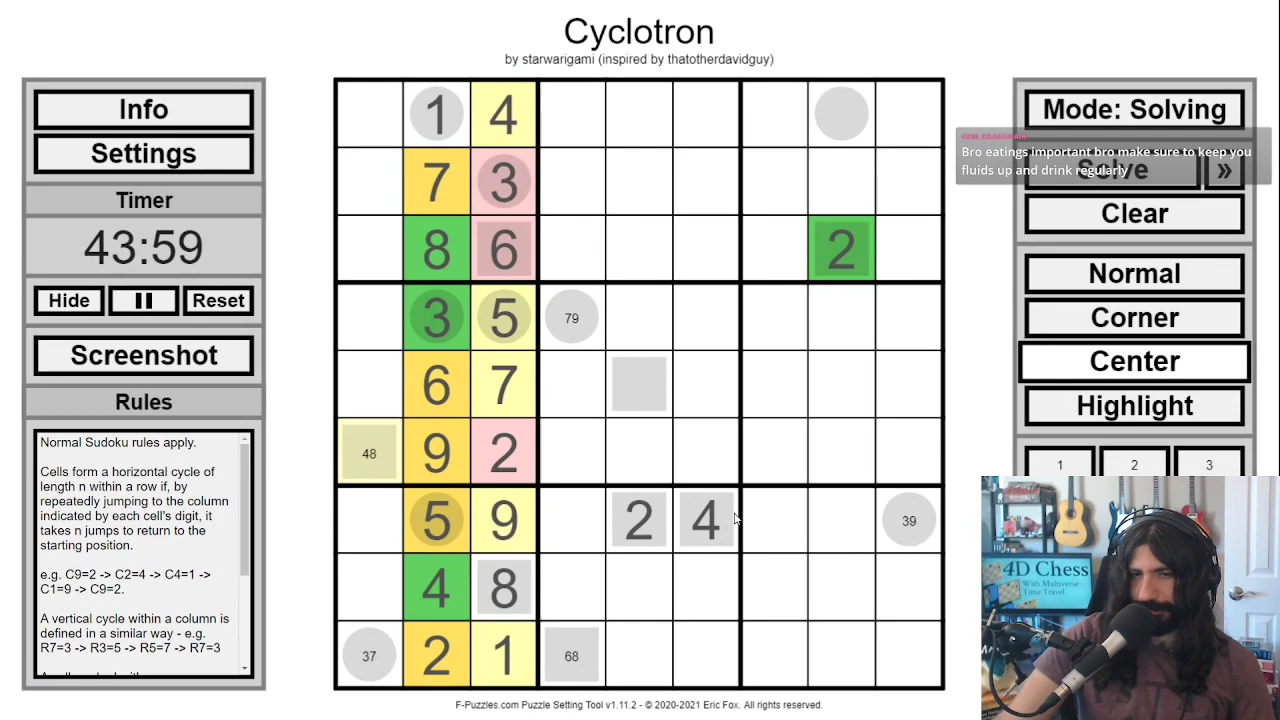 Cyclotron
by starwarigami (inspired by thatotherdavidguy)
Info
Settings
Timer
43:59
Hide
Reset
Screenshot
Rules
Normal Sudoku rules apply.
Cells form a horizontal cycle of
length n within a row if, by
repeatedly jumping to the column
indicated by each cell's digit, it
takes n jumps to return to the
starting position.
e.g. C9=2 -> C2=4 -> C4=1 ->
C1=9 -> C9=2.
A vertical cycle within a column is
defined in a similar way - e.g.
R7=3 -> R3=5 -> R5=7 -> R7=3
1 4
7 3
8 6 2
3 5 79
6 7
48 9 2
5 9 2 4 39
4 8
37 2 1 68
F-Puzzles.com Puzzle Setting Tool v1.11.2 - © 2020-2021 Eric Fox. All rights reserved.
Mode: Solving
Bro eatings important bro make sure to keep you
fluids up and drink regularly
Solve »
Clear
Normal
Corner
Center
Highlight
1 2 3
4D Chess
With Multiverse
Time Travel